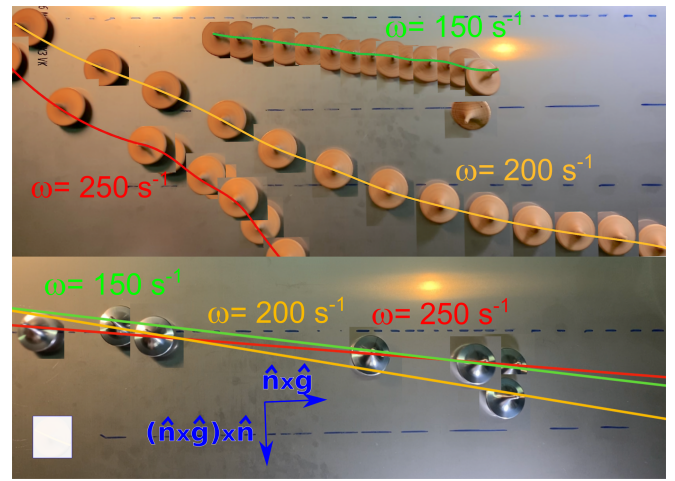 ω= 150 s⁻¹
ω= 200 s⁻¹
ω= 250 s⁻¹
ω= 150 s⁻¹
ω= 200 s⁻¹
ω= 250 s⁻¹
n̂xĝ
(n̂xĝ)xn̂